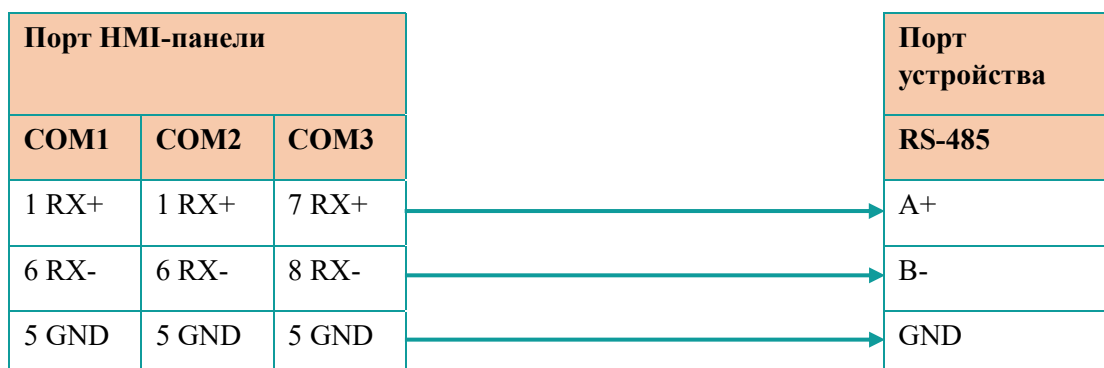 Порт HMI-панели
Порт
устройства
COM1 COM2 COM3 RS-485
1 RX+ 1 RX+ 7 RX+ A+
6 RX- 6 RX- 8 RX- B-
5 GND 5 GND 5 GND GND